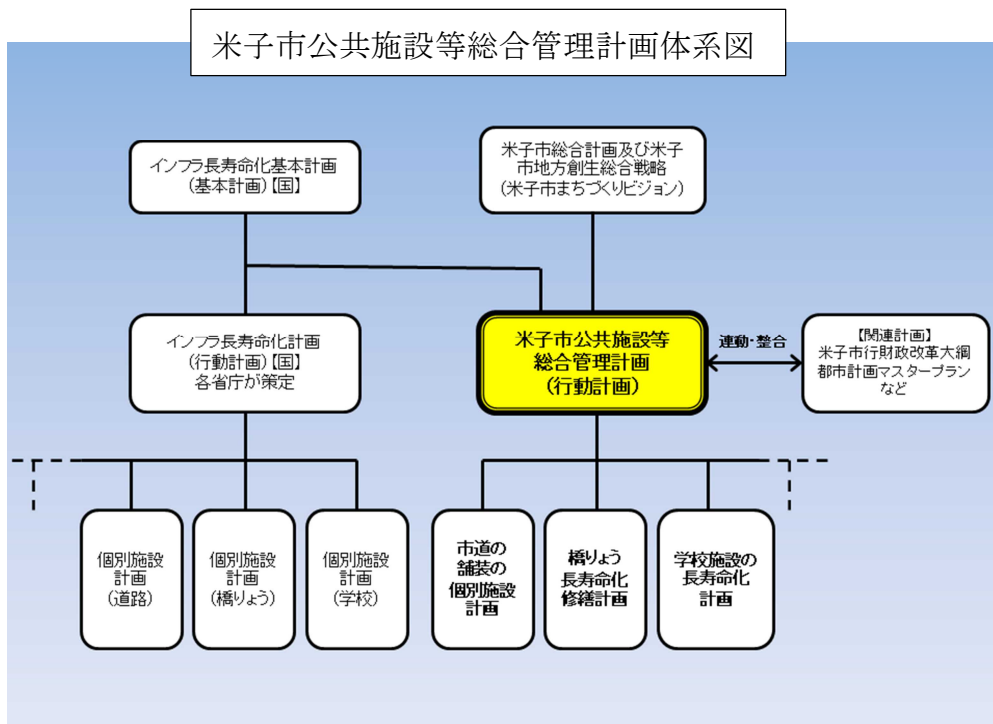 米子市公共施設等総合管理計画体系図
インフラ長寿命化基本計画
(基本計画)【国】
米子市総合計画及び米子
市地方創生総合戦略
(米子市まちづくりビジョン)
インフラ長寿命化計画
(行動計画)【国】
各省庁が策定
米子市公共施設等
総合管理計画
(行動計画)
連動・整合
【関連計画】
米子市行財政改革大綱
都市計画マスタープラン
など
個別施設
計画
(道路)
個別施設
計画
(橋りょう)
個別施設
計画
(学校)
市道の
舗装の
個別施設
計画
橋りょう
長寿命化
修繕計画
学校施設の
長寿命化
計画